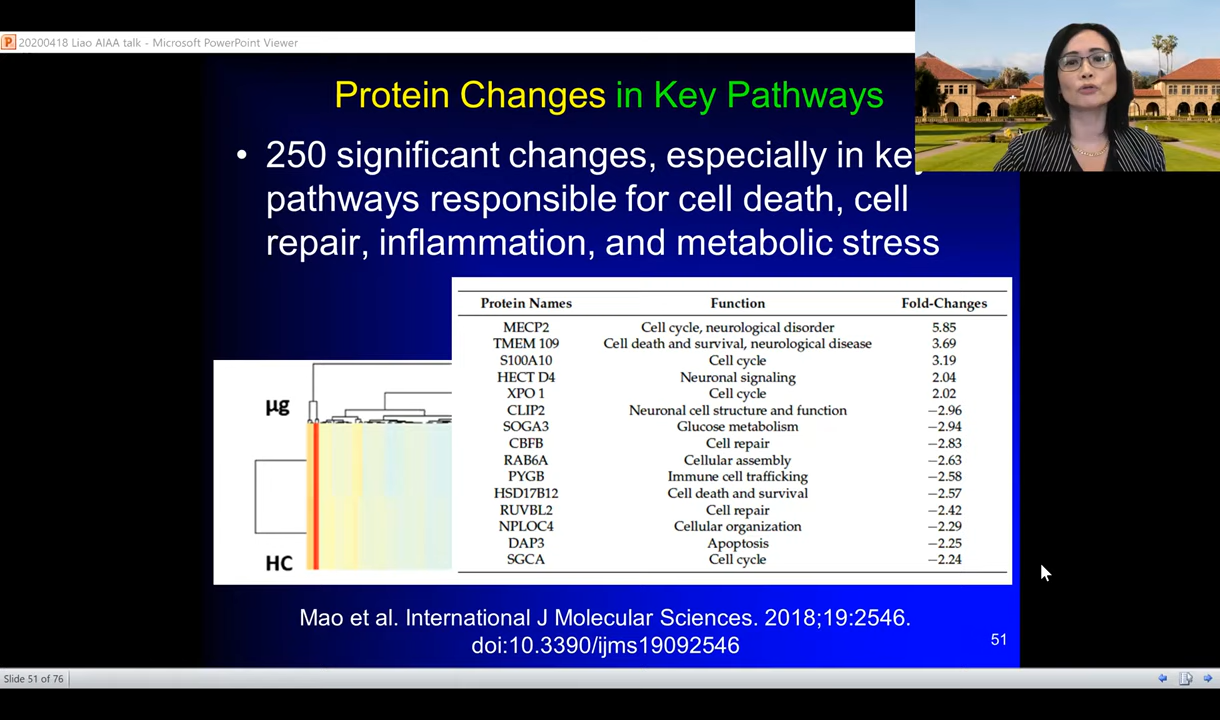 20200418 Liao AIAA talk - Microsoft PowerPoint Viewer
Protein Changes in Key Pathways
• 250 significant changes, especially in key
pathways responsible for cell death, cell
repair, inflammation, and metabolic stress
Protein Names Function Fold-Changes
MECP2 Cell cycle, neurological disorder 5.85
TMEM 109 Cell death and survival, neurological disease 3.69
S100A10 Cell cycle 3.19
HECT D4 Neuronal signaling 2.04
XPO 1 Cell cycle 2.02
CLIP2 Neuronal cell structure and function −2.96
SOGA3 Glucose metabolism −2.94
CBFB Cell repair −2.83
RAB6A Cellular assembly −2.63
PYGB Immune cell trafficking −2.58
HSD17B12 Cell death and survival −2.57
RUVBL2 Cell repair −2.42
NPLOC4 Cellular organization −2.29
DAP3 Apoptosis −2.25
SGCA Cell cycle −2.24
µg
HC
Mao et al. International J Molecular Sciences. 2018;19:2546.
doi:10.3390/ijms19092546
51
Slide 51 of 76